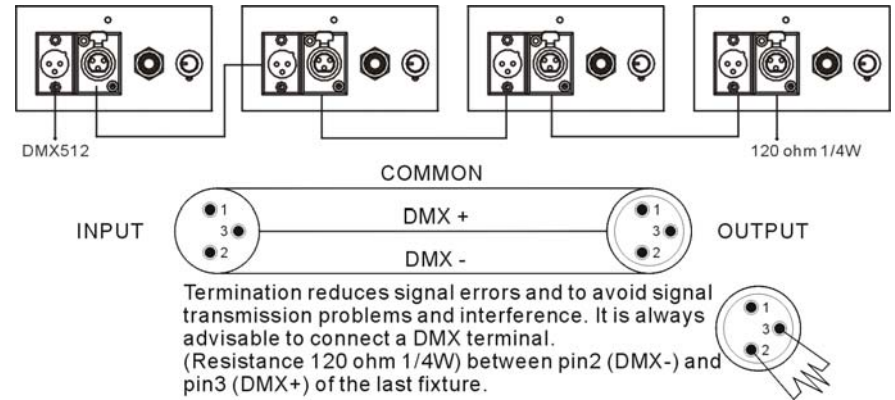 DMX512
120 ohm 1/4W
COMMON
INPUT
1
DMX +
3
DMX -
2
1
3
2
OUTPUT
Termination reduces signal errors and to avoid signal
transmission problems and interference. It is always
advisable to connect a DMX terminal.
(Resistance 120 ohm 1/4W) between pin2 (DMX-) and
pin3 (DMX+) of the last fixture.
1
3
2